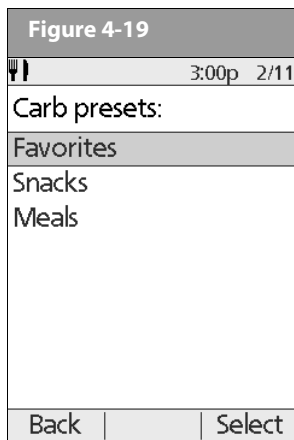 Figure 4-19
3:00p 2/11
Carb presets:
Favorites
Snacks
Meals
Back Select